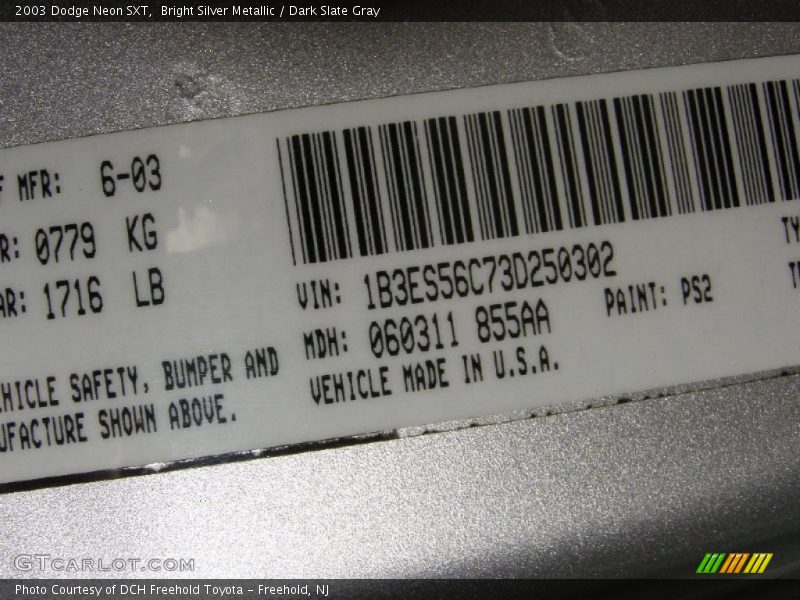 2003 Dodge Neon SXT, Bright Silver Metallic / Dark Slate Gray
F MFR: 6-03
R: 0779 KG
AR: 1716 LB
VIN: 1B3ES56C73D250302
TY
MDH: 060311 855AA
PAINT: PS2
VEHICLE MADE IN U.S.A.
HICLE SAFETY, BUMPER AND
UFACTURE SHOWN ABOVE.
GTCARLOT.COM
Photo Courtesy of DCH Freehold Toyota - Freehold, NJ